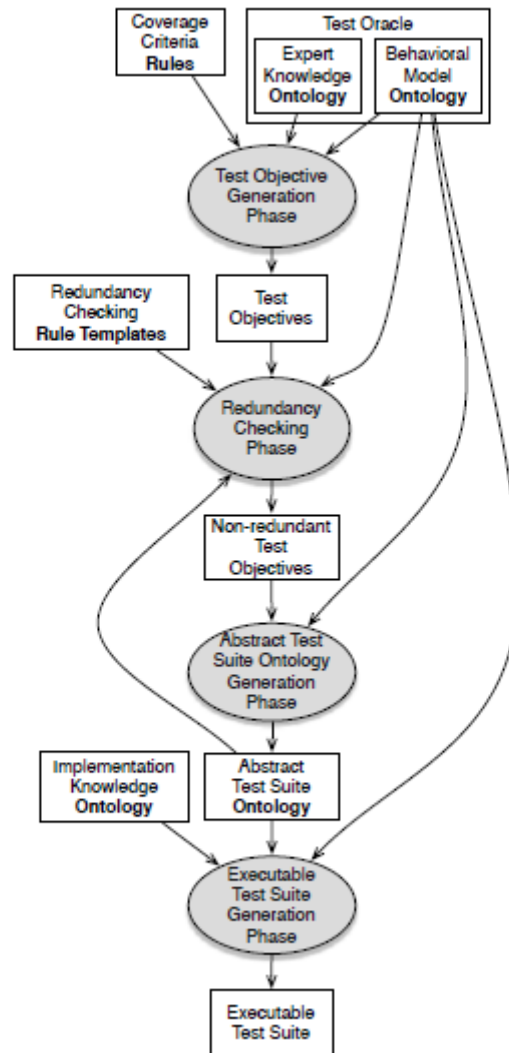 Coverage
Criteria
Rules
Test Oracle
Expert
Knowledge
Ontology
Behavioral
Model
Ontology
Test Objective
Generation
Phase
Redundancy
Checking
Rule Templates
Test
Objectives
Redundancy
Checking
Phase
Non-redundant
Test
Objectives
Abstract Test
Suite Ontology
Generation
Phase
Implementation
Knowledge
Ontology
Abstract
Test Suite
Ontology
Executable
Test Suite
Generation
Phase
Executable
Test Suite